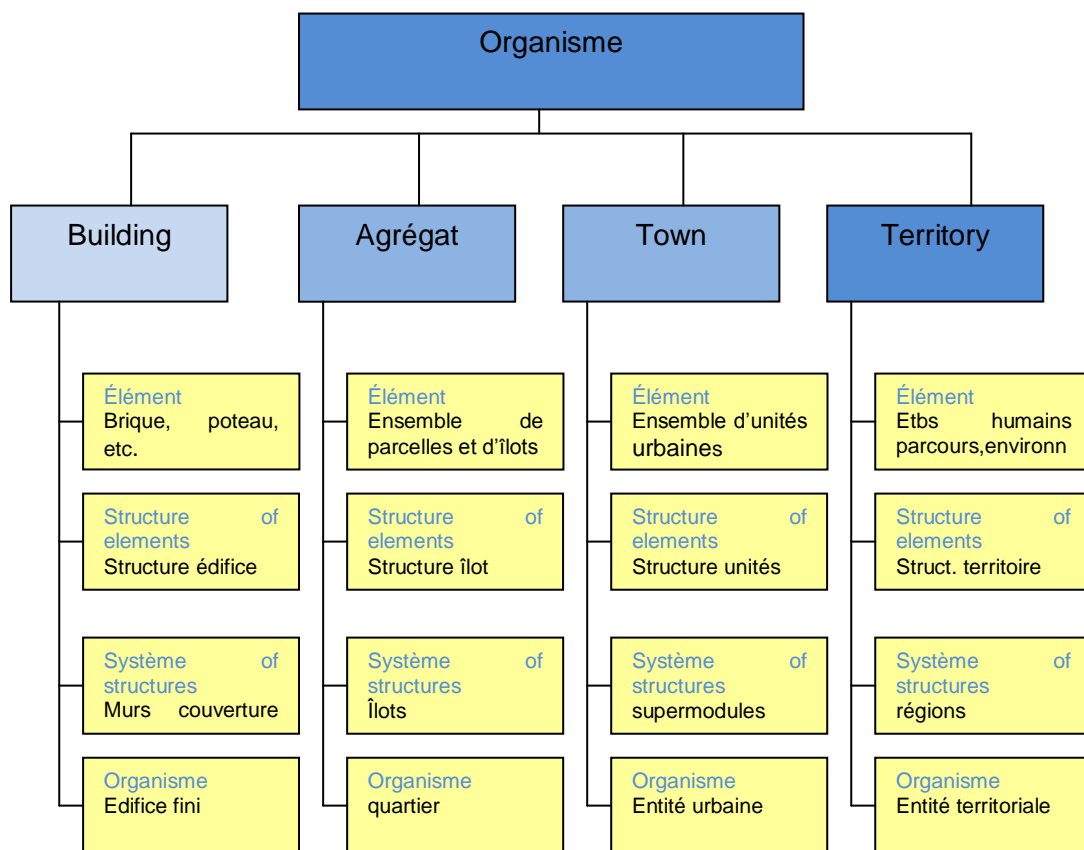 Organisme
Building
Agrégat
Town
Territory
Élément
Brique, poteau,
etc.
Élément
Ensemble de
parcelles et d'îlots
Élément
Ensemble d'unités
urbaines
Élément
Etbs humains
parcours,environn
Structure of
elements
Structure édifice
Structure of
elements
Structure îlot
Structure of
elements
Structure unités
Structure of
elements
Struct. territoire
Système of
structures
Murs couverture
Système of
structures
Îlots
Système of
structures
supermodules
Système of
structures
régions
Organisme
Edifice fini
Organisme
quartier
Organisme
Entité urbaine
Organisme
Entité territoriale